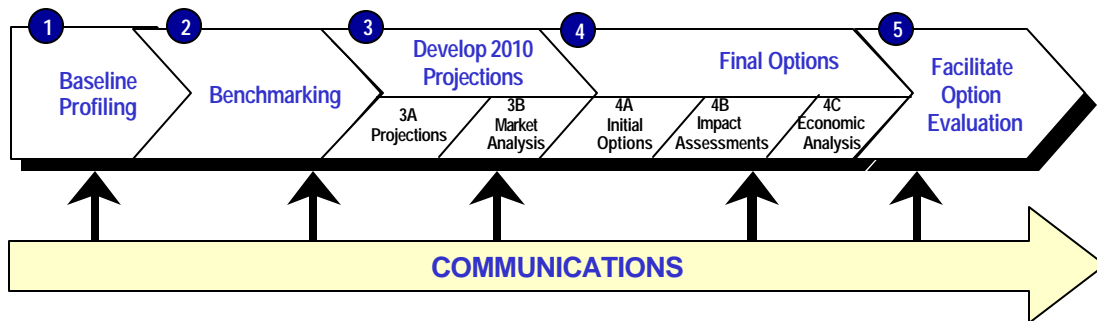 1
Baseline
Profiling
2
Benchmarking
3
Develop 2010
Projections
3A
Projections
3B
Market
Analysis
4
Final Options
4A
Initial
Options
4B
Impact
Assessments
4C
Economic
Analysis
5
Facilitate
Option
Evaluation
COMMUNICATIONS